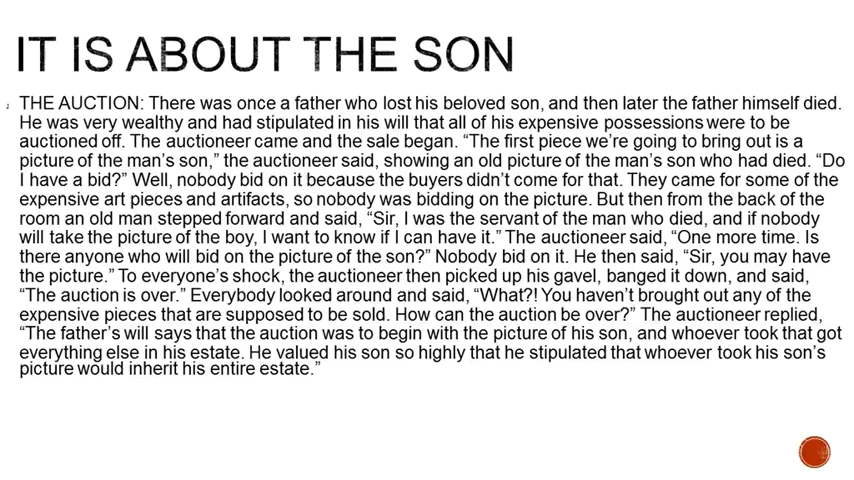 IT IS ABOUT THE SON
THE AUCTION: There was once a father who lost his beloved son, and then later the father himself died.
He was very wealthy and had stipulated in his will that all of his expensive possessions were to be
auctioned off. The auctioneer came and the sale began. “The first piece we’re going to bring out is a
picture of the man’s son,” the auctioneer said, showing an old picture of the man’s son who had died. “Do
I have a bid?” Well, nobody bid on it because the buyers didn’t come for that. They came for some of the
expensive art pieces and artifacts, so nobody was bidding on the picture. But then from the back of the
room an old man stepped forward and said, “Sir, I was the servant of the man who died, and if nobody
will take the picture of the boy, I want to know if I can have it.” The auctioneer said, “One more time. Is
there anyone who will bid on the picture of the son?” Nobody bid on it. He then said, “Sir, you may have
the picture.” To everyone’s shock, the auctioneer then picked up his gavel, banged it down, and said,
“The auction is over.” Everybody looked around and said, “What?! You haven’t brought out any of the
expensive pieces that are supposed to be sold. How can the auction be over?” The auctioneer replied,
“The father’s will says that the auction was to begin with the picture of his son, and whoever took that got
everything else in his estate. He valued his son so highly that he stipulated that whoever took his son’s
picture would inherit his entire estate.”